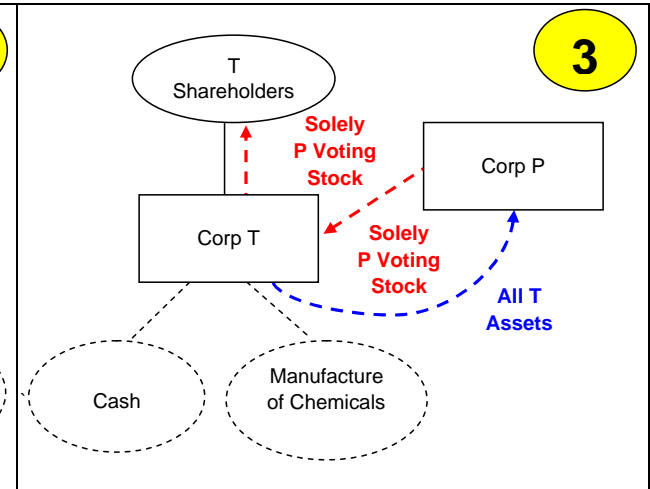 3
T
Shareholders
Solely
P Voting
Stock
Corp P
Corp T
Solely
P Voting
Stock
All T
Assets
Cash
Manufacture
of Chemicals